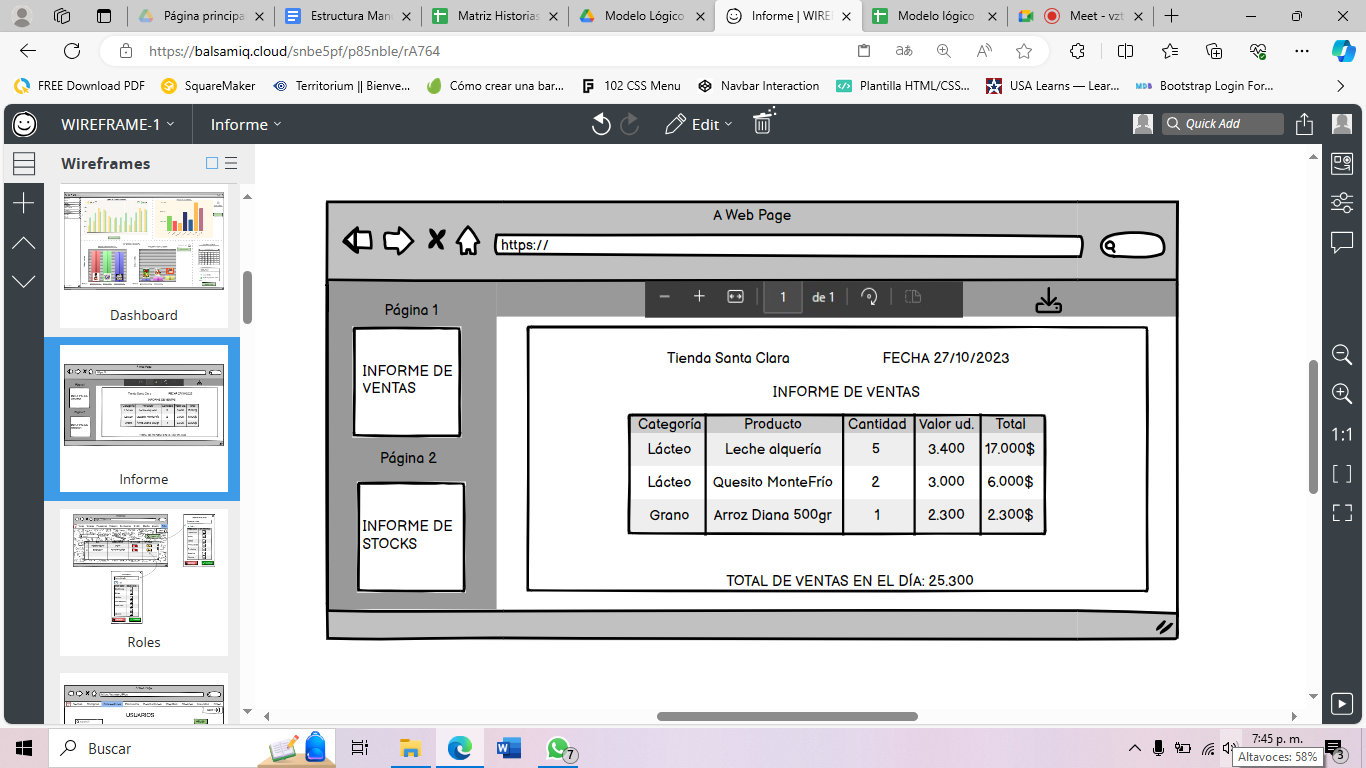 Página principa
Estructura Man
Matriz Historias
Modelo Lógico
Informe | WIREF
Modelo lógico
Meet - vzt
https://balsamiq.cloud/snbe5pf/p85nble/rA764
FREE Download PDF
SquareMaker
Territorium || Bienve...
Cómo crear una bar...
102 CSS Menu
Navbar Interaction
Plantilla HTML/CSS...
USA Learns — Lear...
Bootstrap Login For...
WIREFRAME-1
Informe
Edit
Quick Add
Wireframes
Dashboard
Informe
Roles
USUARIOS
A Web Page
https://
1 de 1
Página 1
INFORME DE
VENTAS
Página 2
INFORME DE
STOCKS
Tienda Santa Clara FECHA 27/10/2023
INFORME DE VENTAS
Categoría Producto Cantidad Valor ud. Total
Lácteo Leche alquería 5 3.400 17.000$
Lácteo Quesito MonteFrío 2 3.000 6.000$
Grano Arroz Diana 500gr 1 2.300 2.300$
TOTAL DE VENTAS EN EL DÍA: 25.300
1:1
Buscar
7
7:45 p. m.
Altavoces: 58%
3